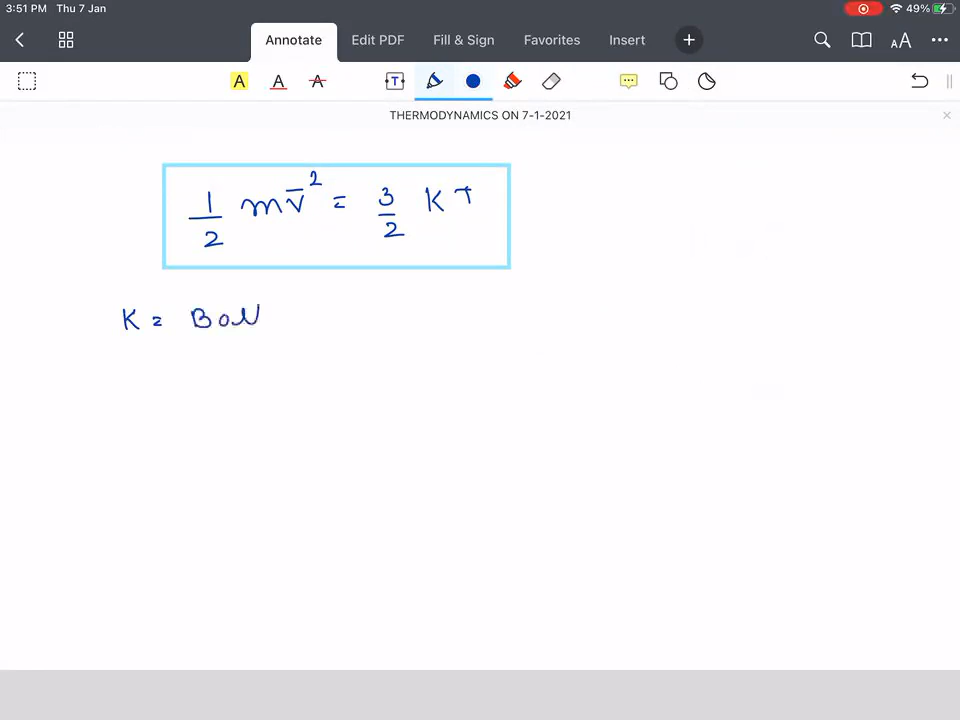 3:51 PM Thu 7 Jan 49%
Annotate Edit PDF Fill & Sign Favorites Insert
THERMODYNAMICS ON 7-1-2021
1/2 mv̅² = 3/2 KT
K = BON